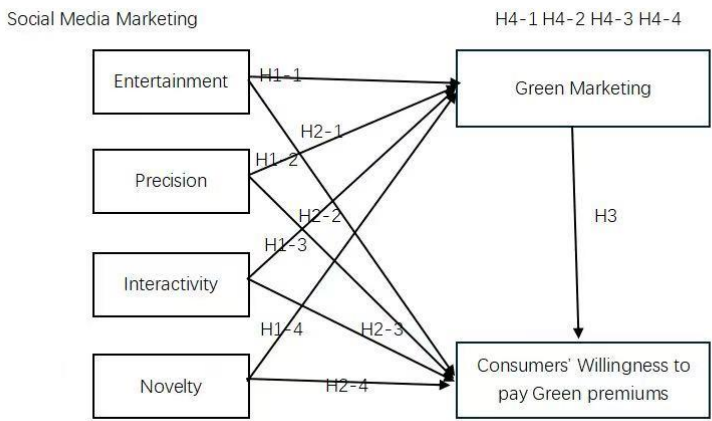 Social Media Marketing
H4-1 H4-2 H4-3 H4-4
Entertainment
H1-1
Green Marketing
H2-1
H1-2
Precision
H2-2
H3
H1-3
Interactivity
H1-4
H2-3
Consumers' Willingness to
pay Green premiums
Novelty
H2-4